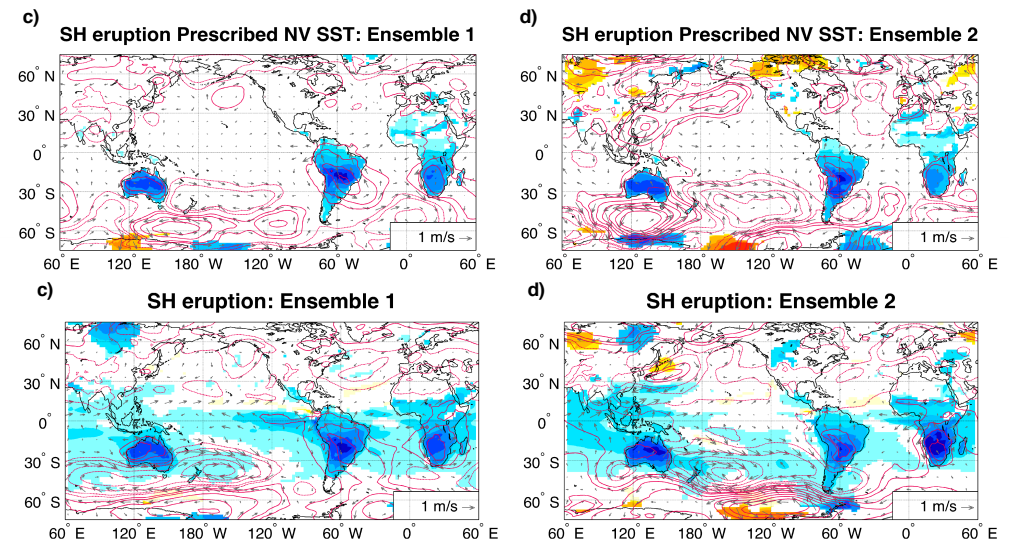 c)
SH eruption Prescribed NV SST: Ensemble 1
60° N
30° N
0°
30° S
60° S
1 m/s
60° E 120° E 180° W 120° W 60° W 0° 60° E
d)
SH eruption Prescribed NV SST: Ensemble 2
60° N
30° N
0°
30° S
60° S
1 m/s
60° E 120° E 180° W 120° W 60° W 0° 60° E
c)
SH eruption: Ensemble 1
60° N
30° N
0°
30° S
60° S
1 m/s
60° E 120° E 180° W 120° W 60° W 0° 60° E
d)
SH eruption: Ensemble 2
60° N
30° N
0°
30° S
60° S
1 m/s
60° E 120° E 180° W 120° W 60° W 0° 60° E